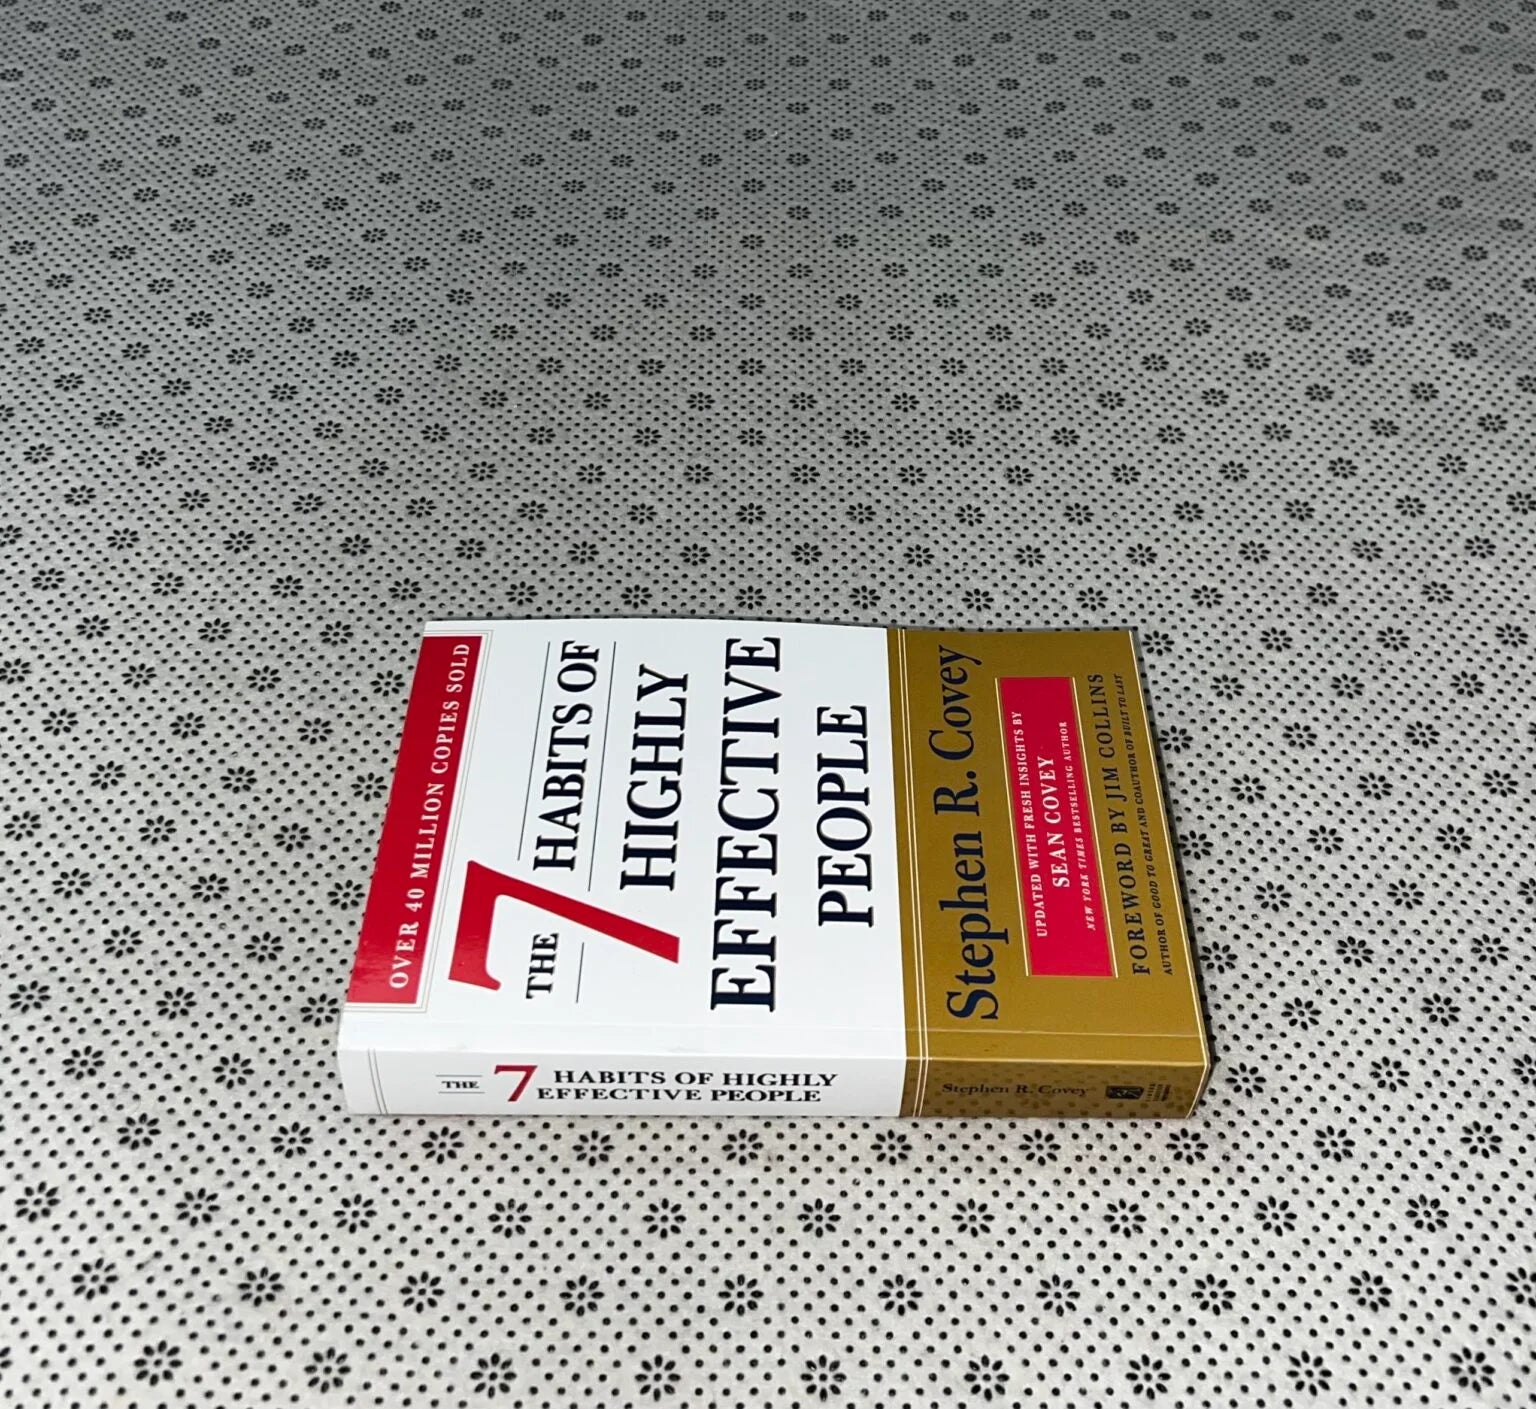 OVER 40 MILLION COPIES SOLD
THE 7 HABITS OF
HIGHLY
EFFECTIVE
PEOPLE
Stephen R. Covey
UPDATED WITH FRESH INSIGHTS BY
SEAN COVEY
NEW YORK TIMES BESTSELLING AUTHOR
FOREWORD BY JIM COLLINS
AUTHOR OF GOOD TO GREAT AND COAUTHOR OF BUILT TO LAST
THE 7 HABITS OF HIGHLY
EFFECTIVE PEOPLE
Stephen R. Covey